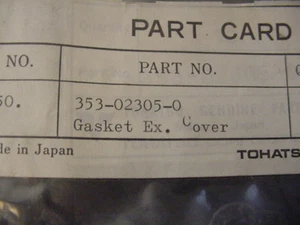 PART CARD
NO. PART NO.
50. 353-02305-0
Gasket Ex. Cover
de in Japan TOHATS